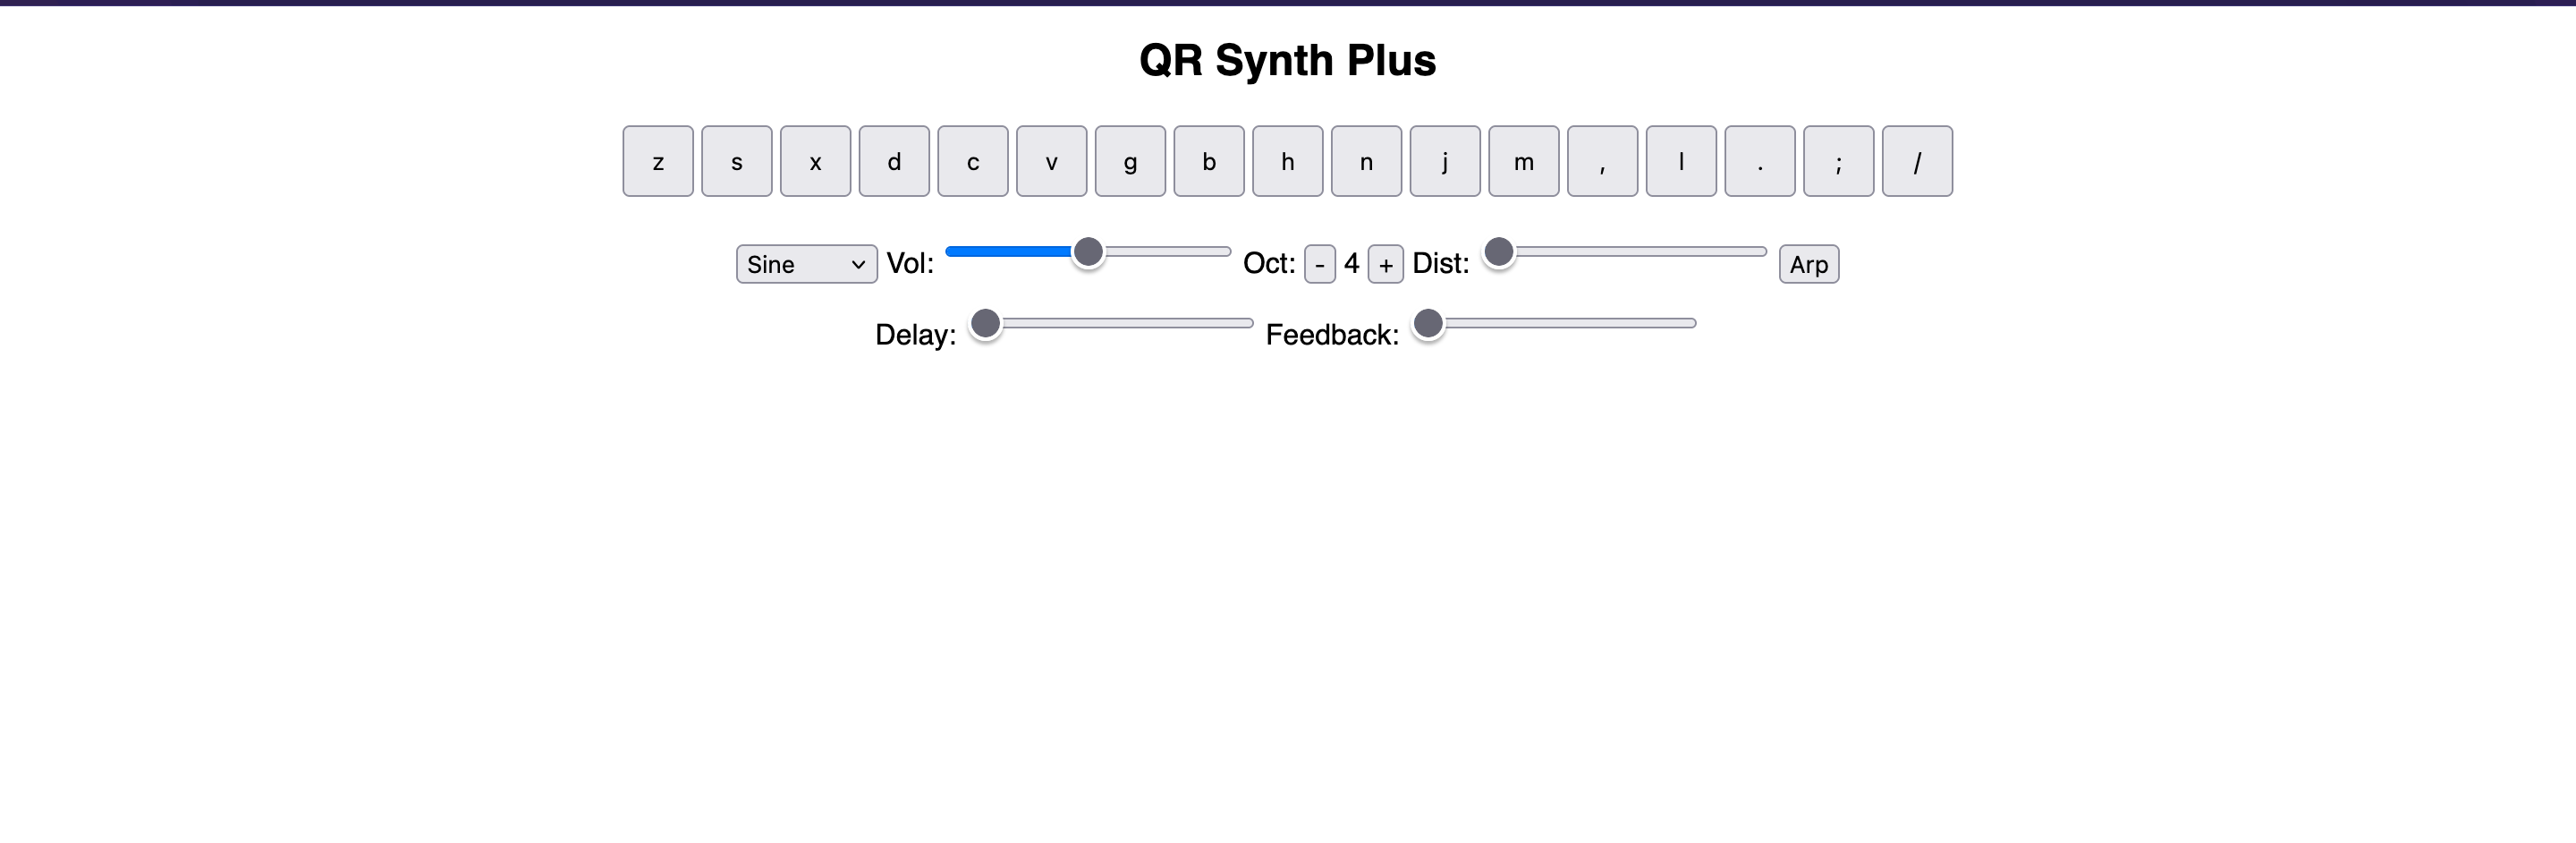 QR Synth Plus
z s x d c v g b h n j m , l . ; /
Sine Vol: Oct: - 4 + Dist: Arp
Delay: Feedback: